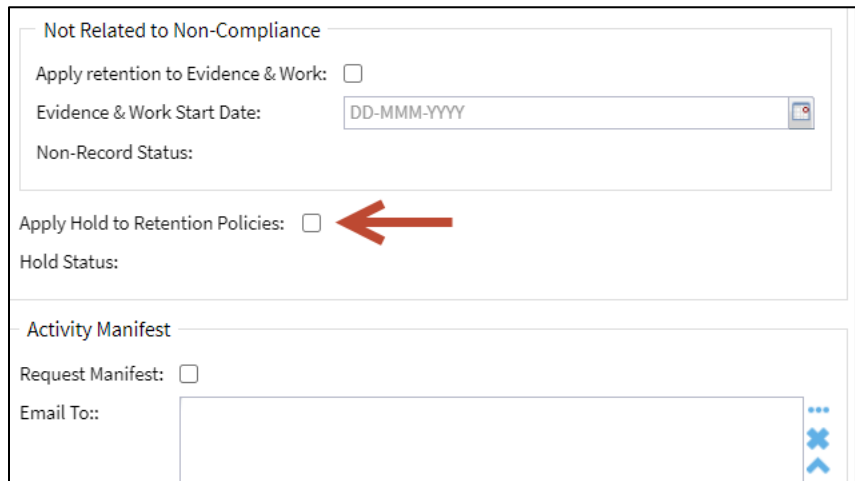 Not Related to Non-Compliance
Apply retention to Evidence & Work:
Evidence & Work Start Date: DD-MMM-YYYY
Non-Record Status:
Apply Hold to Retention Policies:
Hold Status:
Activity Manifest
Request Manifest:
Email To::